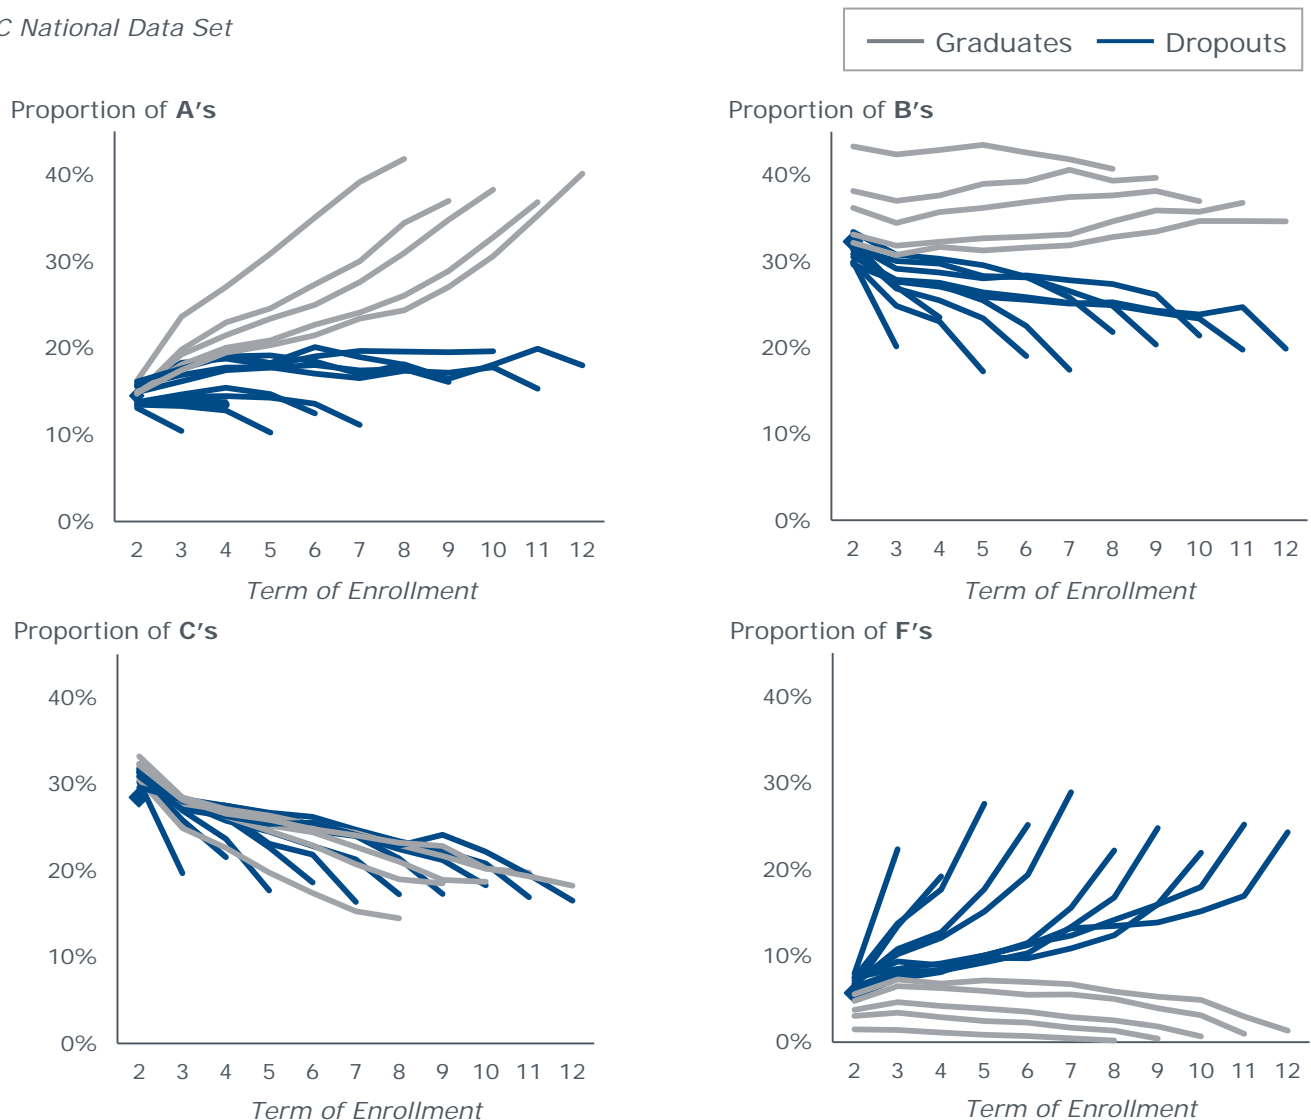 C National Data Set
Graduates Dropouts
Proportion of A's
40%
30%
20%
10%
0%
2 3 4 5 6 7 8 9 10 11 12
Term of Enrollment
Proportion of B's
40%
30%
20%
10%
0%
2 3 4 5 6 7 8 9 10 11 12
Term of Enrollment
Proportion of C's
40%
30%
20%
10%
0%
2 3 4 5 6 7 8 9 10 11 12
Term of Enrollment
Proportion of F's
40%
30%
20%
10%
0%
2 3 4 5 6 7 8 9 10 11 12
Term of Enrollment